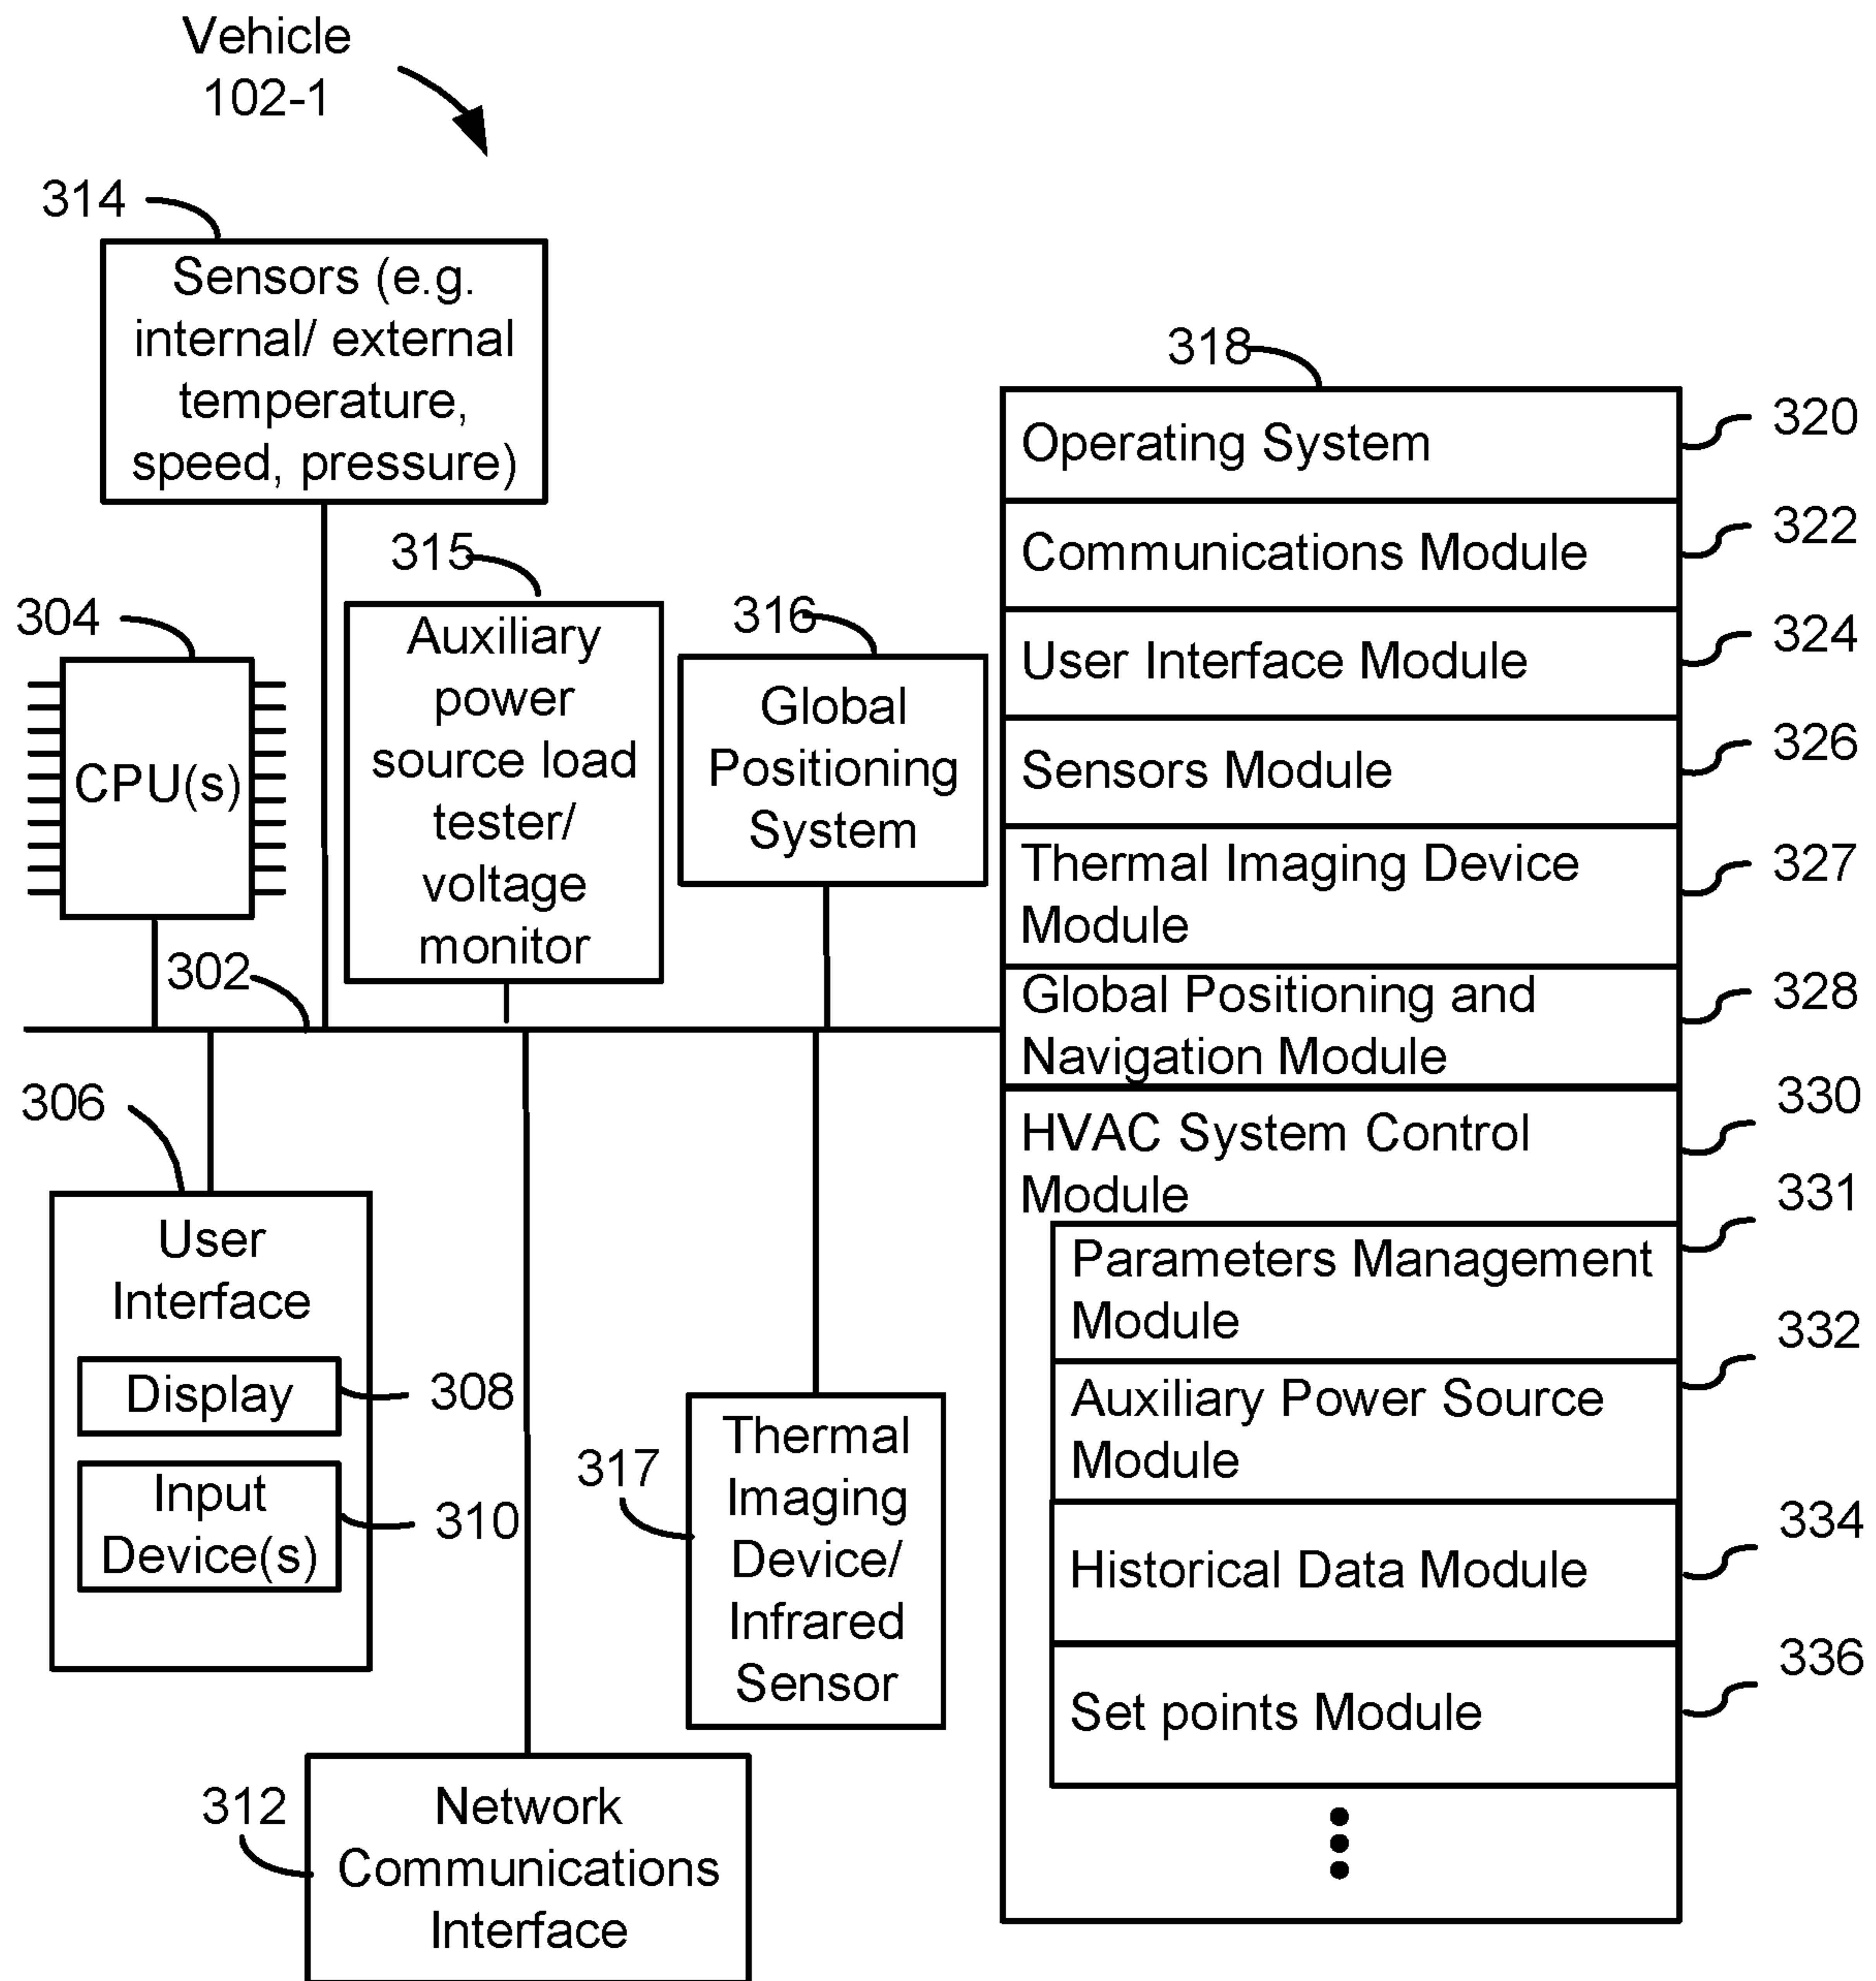 Vehicle
102-1
314
Sensors (e.g.
internal/ external
temperature,
speed, pressure)
315
Auxiliary
power
source load
tester/
voltage
monitor
316
Global
Positioning
System
304
CPU(s)
302
306
User
Interface
Display
308
Input
Device(s)
310
312
Network
Communications
Interface
317
Thermal
Imaging
Device/
Infrared
Sensor
318
Operating System
320
Communications Module
322
User Interface Module
324
Sensors Module
326
Thermal Imaging Device
Module
327
Global Positioning and
Navigation Module
328
HVAC System Control
Module
330
Parameters Management
Module
331
Auxiliary Power Source
Module
332
Historical Data Module
334
Set points Module
336